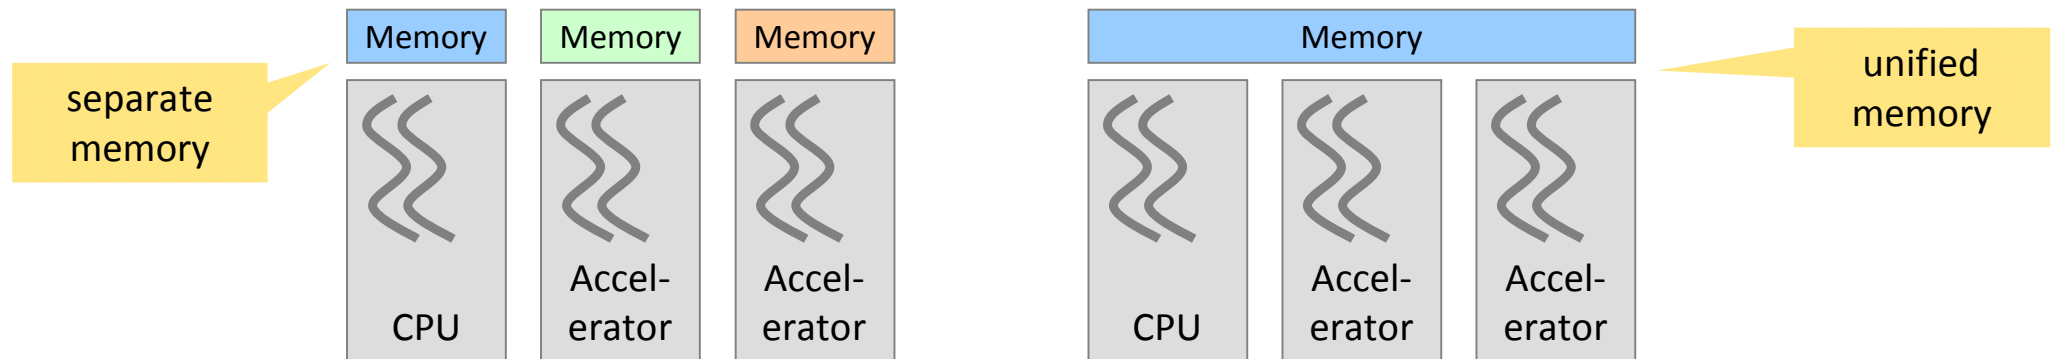 Memory
Memory
Memory
Memory
separate
memory
unified
memory
CPU
Accel-
erator
Accel-
erator
CPU
Accel-
erator
Accel-
erator